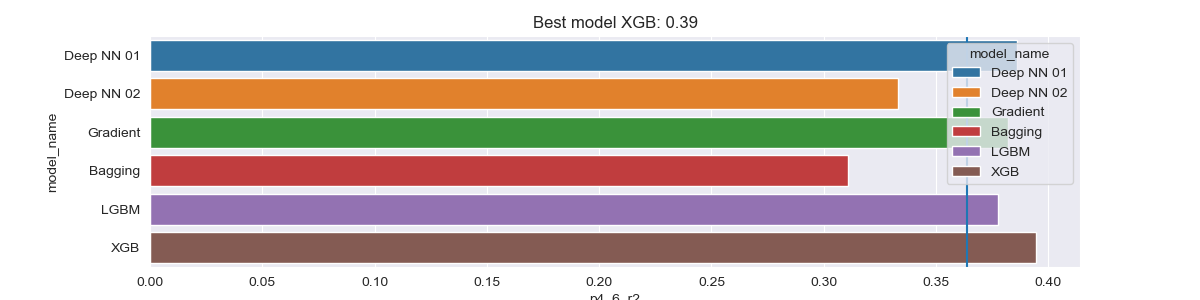 Best model XGB: 0.39
model_name
Deep NN 01
Deep NN 02
Gradient
Bagging
LGBM
XGB
model_name
Deep NN 01
Deep NN 02
Gradient
Bagging
LGBM
XGB
0.00 0.05 0.10 0.15 0.20 0.25 0.30 0.35 0.40